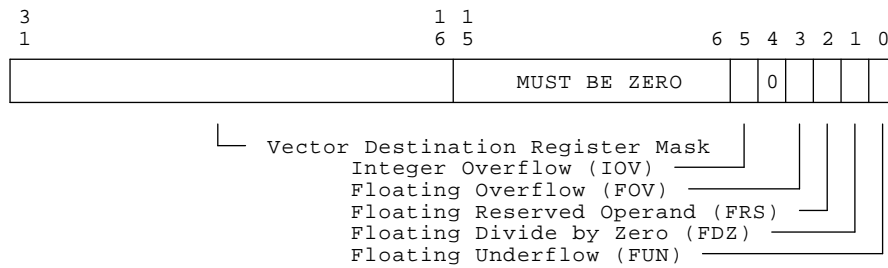 3 1 1
1 6 5 6 5 4 3 2 1 0
MUST BE ZERO 0
Vector Destination Register Mask
Integer Overflow (IOV)
Floating Overflow (FOV)
Floating Reserved Operand (FRS)
Floating Divide by Zero (FDZ)
Floating Underflow (FUN)